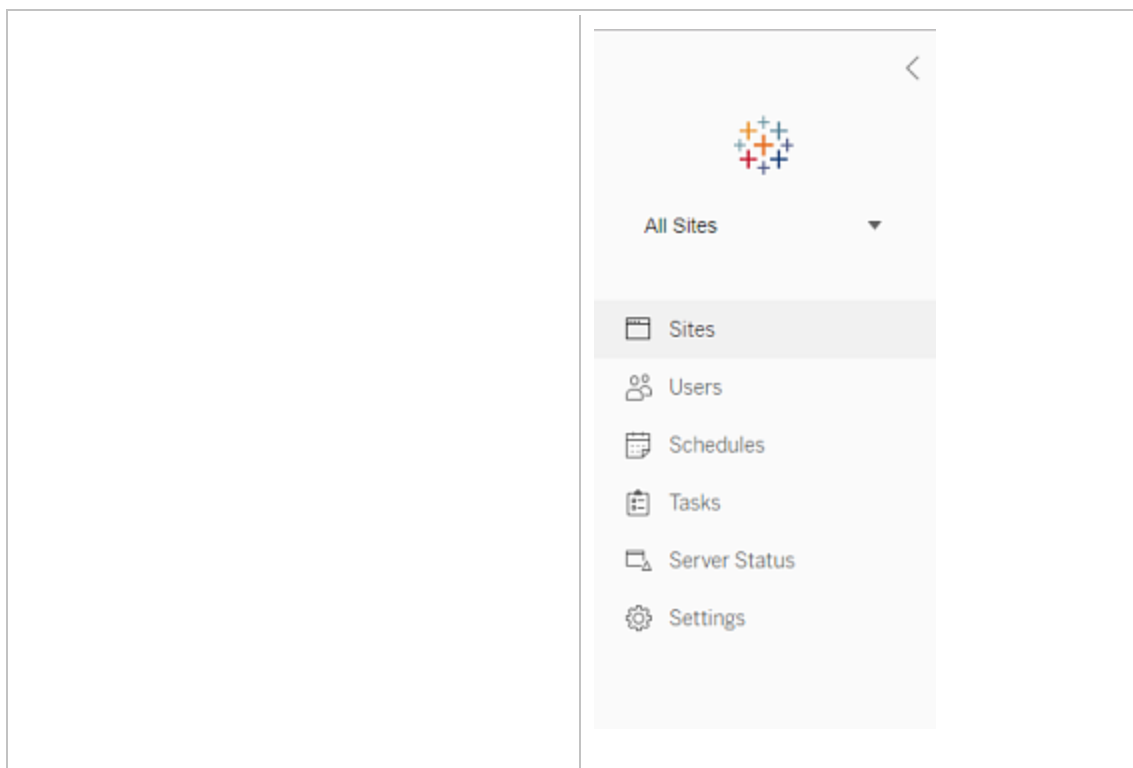 All Sites
Sites
Users
Schedules
Tasks
Server Status
Settings